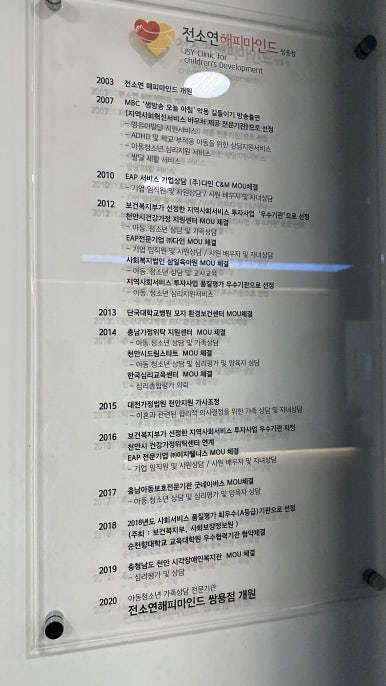 전소연해피마인드 쌍용점
JSY Clinic for
Children's Development
2003 전소연 해피마인드 개원
2007 MBC '생방송 오늘 아침' 악동 길들이기 방송출연
[지역사회혁신서비스 바우처 제공 전문기관]으로 선정
- 영유아발달 지원서비스
- ADHD 및 학교 부적응 아동을 위한 상담지원서비스
- 아동청소년 심리지원 서비스
- 발달 재활 서비스
2010 EAP 서비스 기업상담 (주)다인 C&M MOU체결
- 기업 임직원 및 사원상담 / 사원 배우자 및 자녀상담
2012 보건복지부가 선정한 지역사회서비스 투자사업 '우수기관'으로 선정
천안시건강가정 지원센터 MOU 체결
- 아동, 청소년 상담 및 가족상담
EAP전문기업 ㈜다인 MOU 체결
- 기업 임직원 및 사원상담 / 사원 배우자 및 자녀상담
사회복지법인 삼일육아원 MOU 체결
- 아동, 청소년 상담 및 교사교육
지역사회서비스 투자사업 품질평가 우수기관으로 선정
- 아동, 청소년 심리지원서비스
2013 단국대학병원 모자 환경보건센터 MOU체결
2014 충남가정위탁 지원센터 MOU 체결
- 아동 청소년 상담 및 가족상담
천안시드림스타트 MOU 체결
- 아동, 청소년 상담 및 심리평가 및 양육자 상담
한국심리교육센터 MOU 체결
- 심리종합평가 의뢰
2015 대전가정법원 천안지원 가사조정
- 이혼과 관련된 합리적 의사결정을 위한 가족 상담 및 자녀상담
2016 보건복지부가 선정한 지역사회서비스 투자사업 우수기관 지정
천안시 건강가정위탁센터 연계
EAP 전문기업 ㈜이지웰니스 MOU 체결
- 기업 임직원 및 사원상담 / 사원 배우자 및 자녀상담
2017 충남아동보호전문기관 굿네이버스 MOU체결
- 아동.청소년 상담 및 심리평가 및 양육자 상담
2018 2018년도 사회서비스 품질평가 최우수(A등급)기관으로 선정
(주최 : 보건복지부, 사회보장정보원)
순천향대학교 교육대학원 우수협력기관 협약체결
2019 충청남도 천안 시각장애인복지관 MOU 체결
- 심리평가 및 상담
2020 아동청소년 가족상담 전문기관
전소연해피마인드 쌍용점 개원